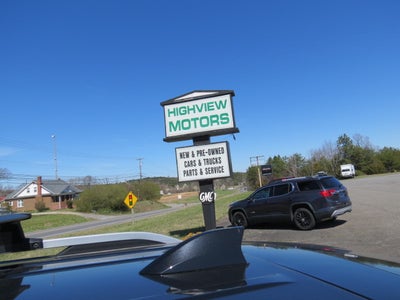 HIGHVIEW
MOTORS
NEW & PRE-OWNED
CARS & TRUCKS
PARTS & SERVICE
GMC